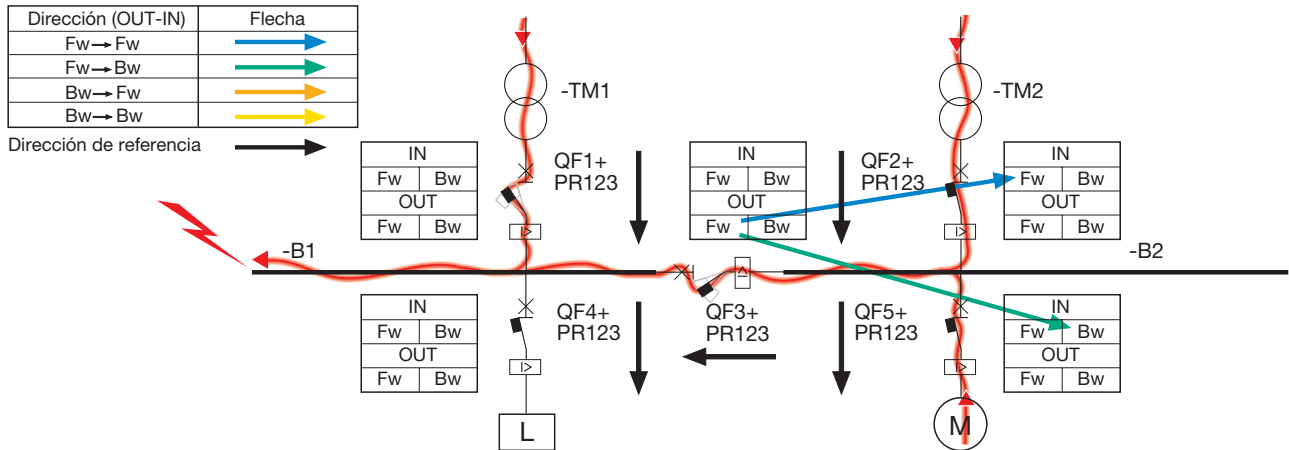 Dirección (OUT-IN) Flecha
Fw→Fw
Fw→Bw
Bw→Fw
Bw→Bw
Dirección de referencia
-TM1
-TM2
IN
Fw Bw
OUT
Fw Bw
QF1+
PR123
IN
Fw Bw
OUT
Fw Bw
QF2+
PR123
IN
Fw Bw
OUT
Fw Bw
-B1
-B2
IN
Fw Bw
OUT
Fw Bw
QF4+
PR123
QF3+
PR123
QF5+
PR123
IN
Fw Bw
OUT
Fw Bw
L
M